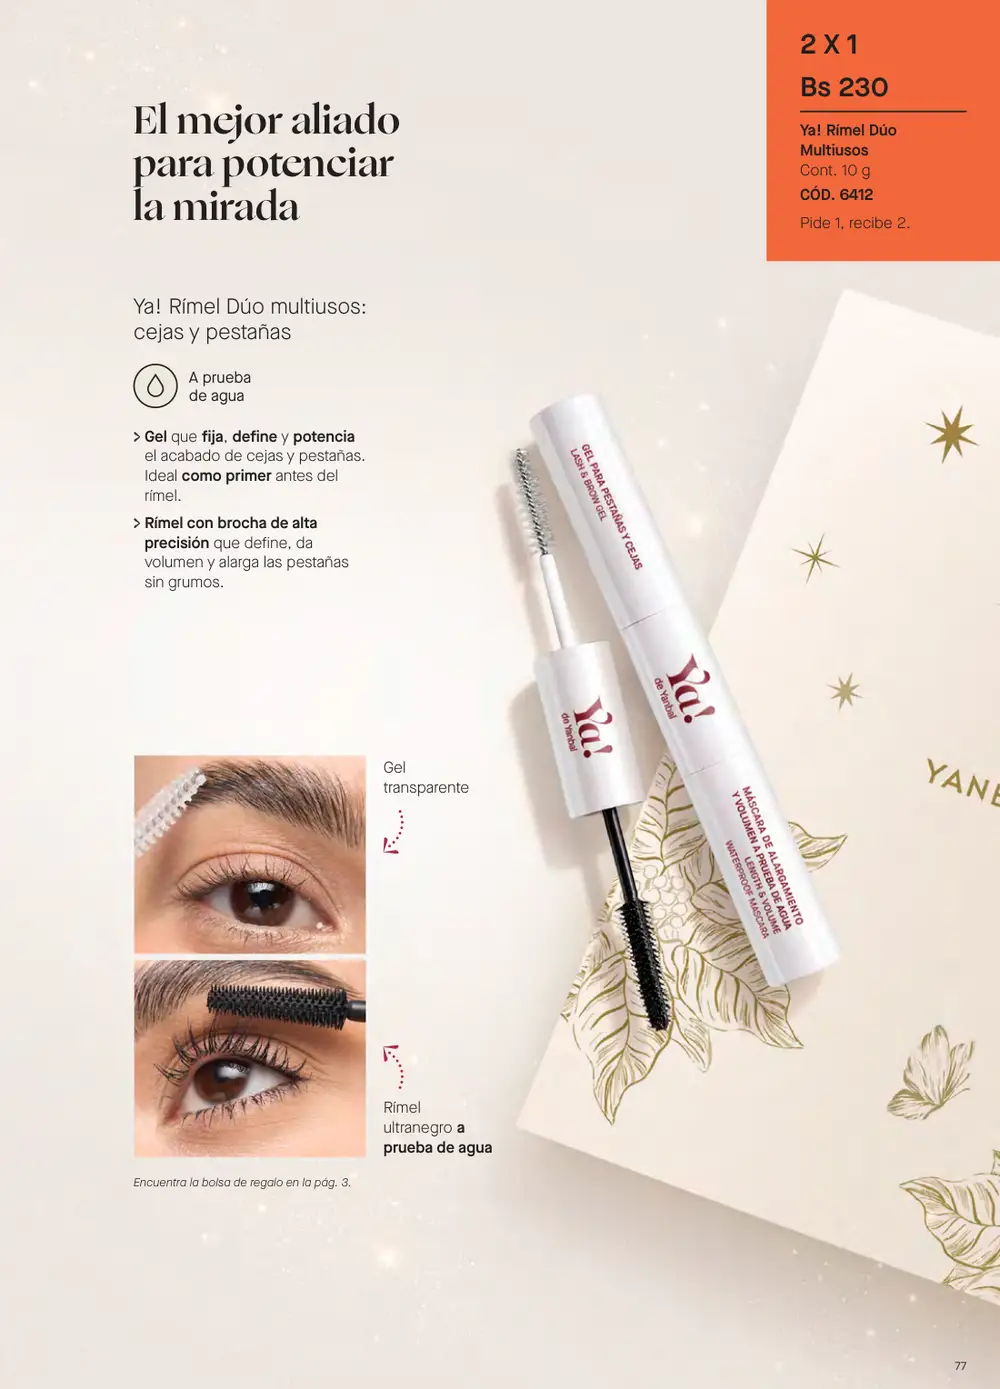 2 X 1
Bs 230
Ya! Rímel Dúo
Multiusos
Cont. 10 g
CÓD. 6412
Pide 1, recibe 2.
El mejor aliado
para potenciar
la mirada
Ya! Rímel Dúo multiusos:
cejas y pestañas
A prueba
de agua
> Gel que fija, define y potencia
el acabado de cejas y pestañas.
Ideal como primer antes del
rímel.
> Rímel con brocha de alta
precisión que define, da
volumen y alarga las pestañas
sin grumos.
GEL PARA PESTAÑAS Y CEJAS
LASH & BROW GEL
Ya!
de Yanbal
Ya!
de Yanbal
MÁSCARA DE ALARGAMIENTO
Y VOLUMEN A PRUEBA DE AGUA
LENGTH & VOLUME
WATERPROOF MASCARA
YANB
Gel
transparente
Rímel
ultranegro a
prueba de agua
Encuentra la bolsa de regalo en la pág. 3.
77